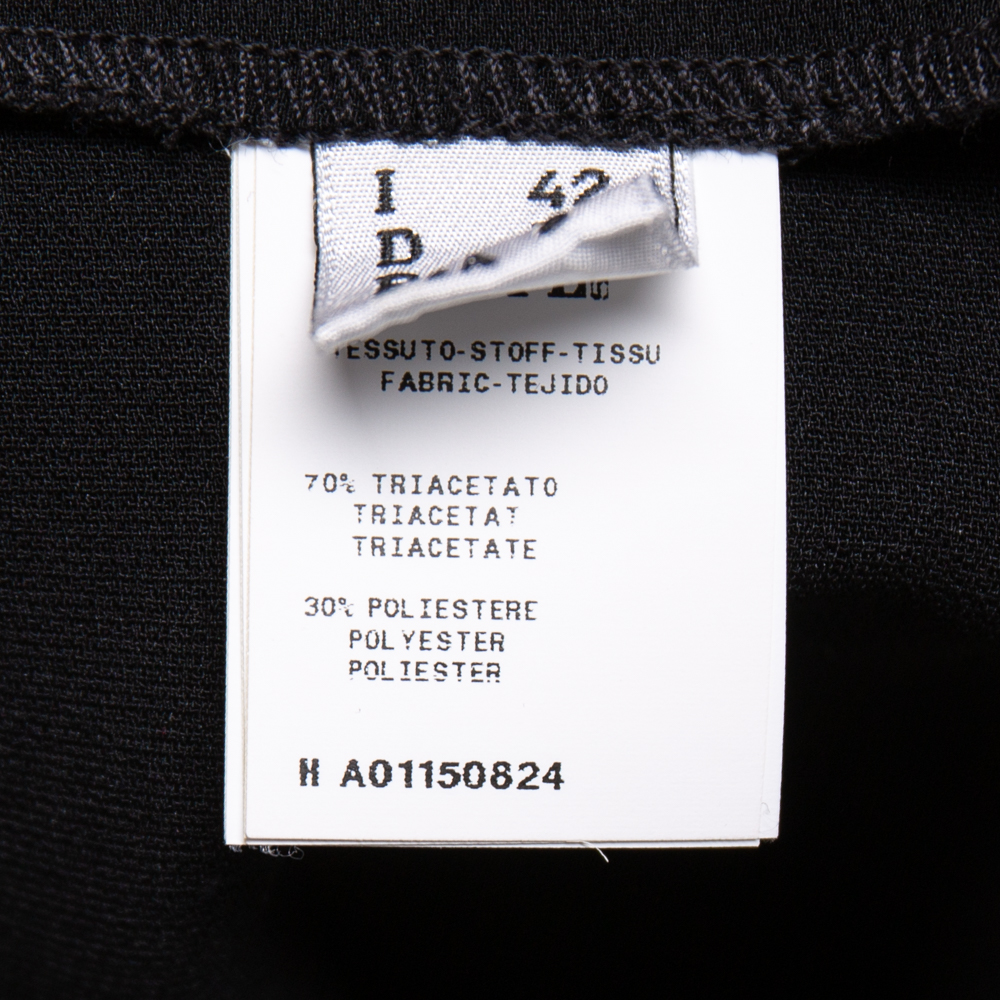 I 42
D
TESSUTO-STOFF-TISSU
FABRIC-TEJIDO
70% TRIACETATO
TRIACETAT
TRIACETATE
30% POLIESTERE
POLYESTER
POLIESTER
H A01150824